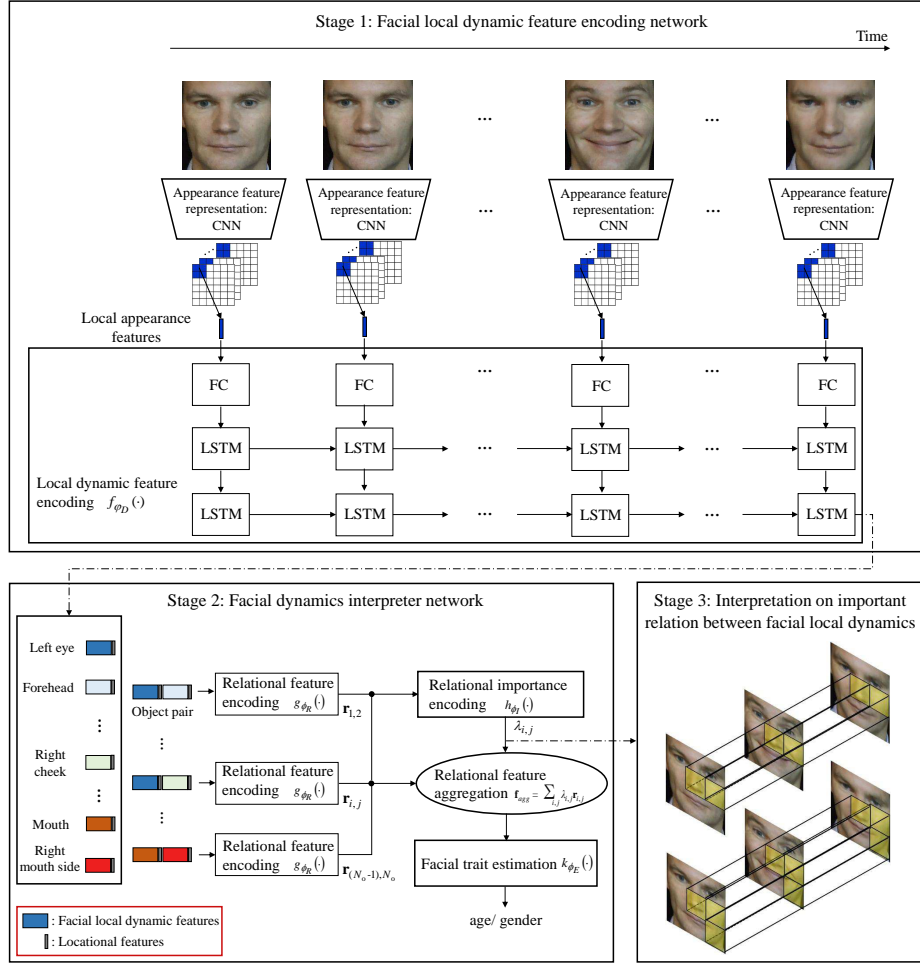 Stage 1: Facial local dynamic feature encoding network
Time
...
...
Appearance feature
representation:
CNN
Appearance feature
representation:
CNN
...
Appearance feature
representation:
CNN
...
Appearance feature
representation:
CNN
Local appearance
features
FC
FC
...
FC
...
FC
LSTM
LSTM
...
LSTM
...
LSTM
Local dynamic feature
encoding f_{φ_D}(·)
LSTM
LSTM
...
LSTM
...
LSTM
Stage 2: Facial dynamics interpreter network
Left eye
Forehead
⋮
Right
cheek
⋮
Mouth
Right
mouth side
Object pair
⋮
⋮
Relational feature
encoding g_{ϕ_R}(·)
r_{1,2}
Relational feature
encoding g_{ϕ_R}(·)
r_{i,j}
Relational feature
encoding g_{ϕ_R}(·)
r_{(N_o-1),N_o}
Relational importance
encoding h_{ϕ_I}(·)
λ_{i,j}
Relational feature
aggregation f_{agg} = ∑_{i,j} λ_{i,j} r_{i,j}
Facial trait estimation k_{ϕ_E}(·)
age/ gender
: Facial local dynamic features
: Locational features
Stage 3: Interpretation on important
relation between facial local dynamics